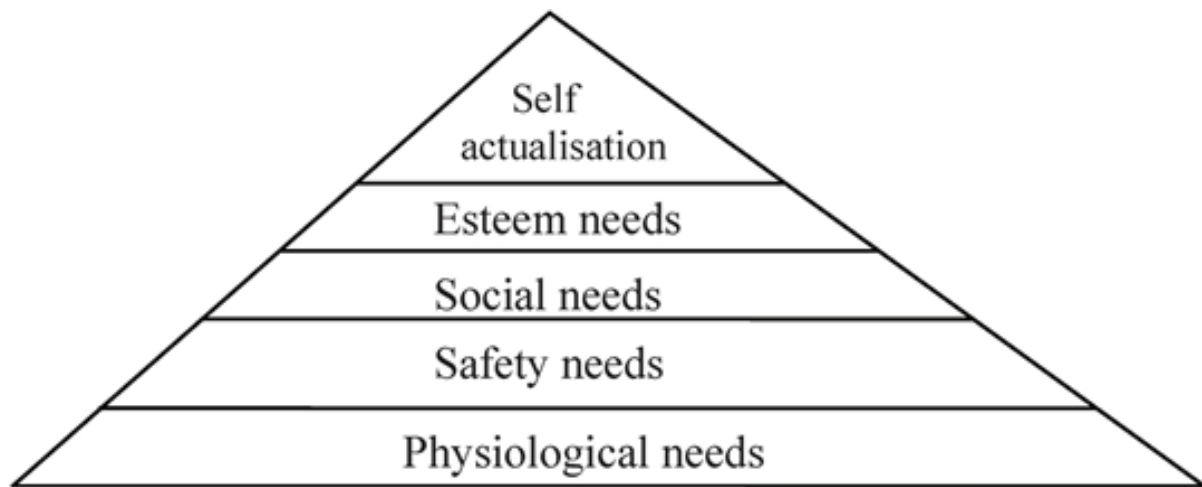 Self
actualisation
Esteem needs
Social needs
Safety needs
Physiological needs